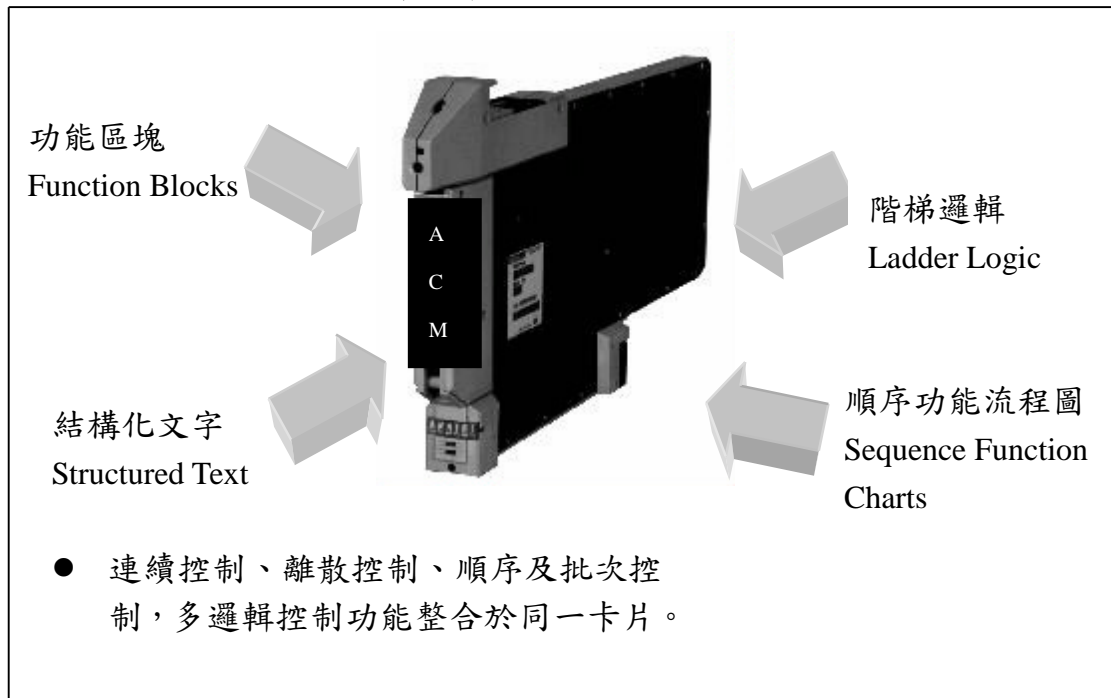 功能區塊
Function Blocks
階梯邏輯
Ladder Logic
A
C
M
結構化文字
Structured Text
順序功能流程圖
Sequence Function
Charts
● 連續控制、離散控制、順序及批次控
制，多邏輯控制功能整合於同一卡片。